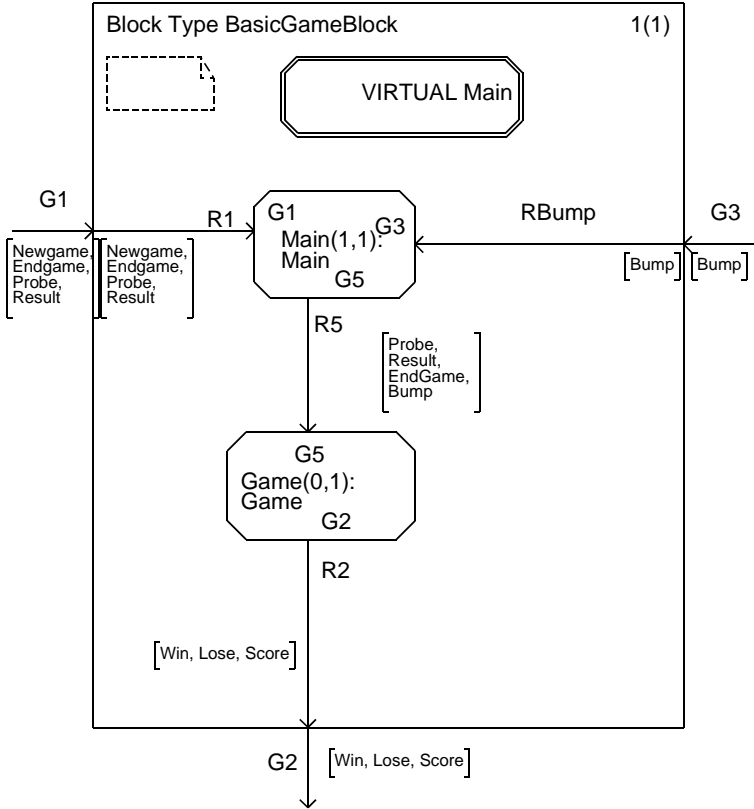 Block Type BasicGameBlock 1(1)
VIRTUAL Main
G1
R1
G1
G3
Main(1,1):
Main
G5
RBump
G3
Newgame,
Endgame,
Probe,
Result
Newgame,
Endgame,
Probe,
Result
Bump
Bump
R5
Probe,
Result,
EndGame,
Bump
G5
Game(0,1):
Game
G2
R2
Win, Lose, Score
G2
Win, Lose, Score